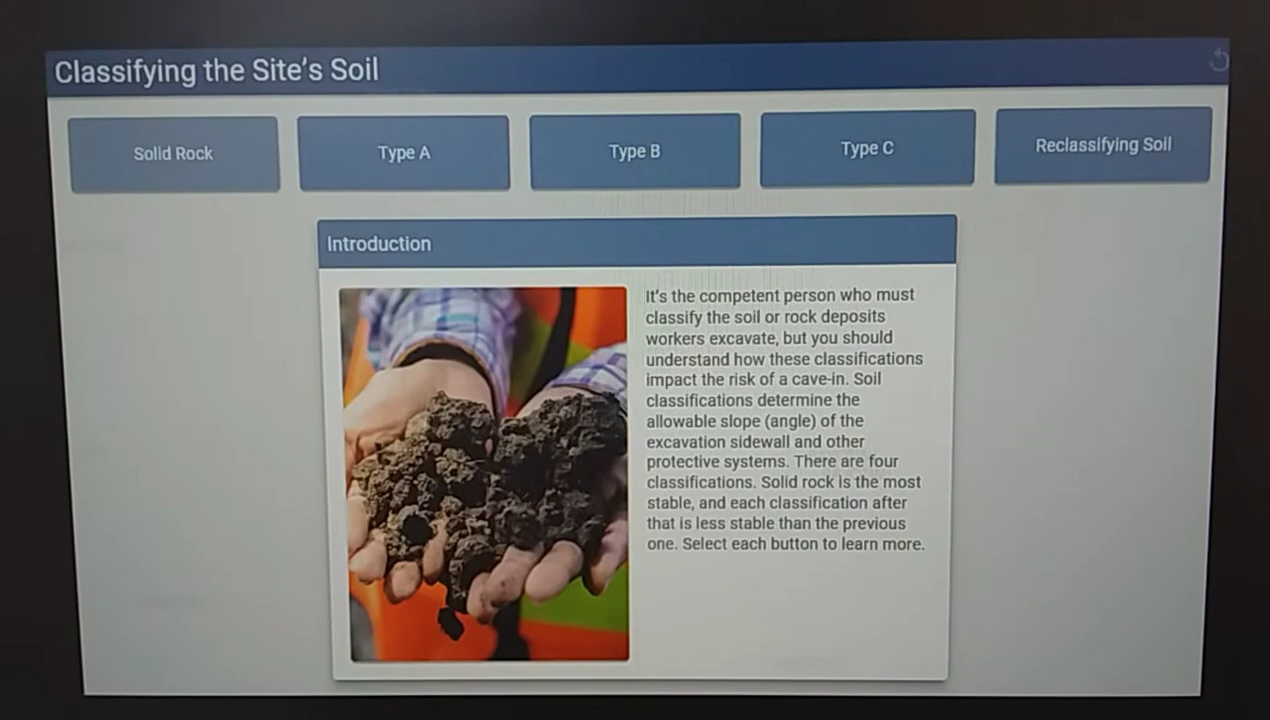 Classifying the Site's Soil
Solid Rock
Type A
Type B
Type C
Reclassifying Soil
Introduction
It's the competent person who must
classify the soil or rock deposits
workers excavate, but you should
understand how these classifications
impact the risk of a cave-in. Soil
classifications determine the
allowable slope (angle) of the
excavation sidewall and other
protective systems. There are four
classifications. Solid rock is the most
stable, and each classification after
that is less stable than the previous
one. Select each button to learn more.